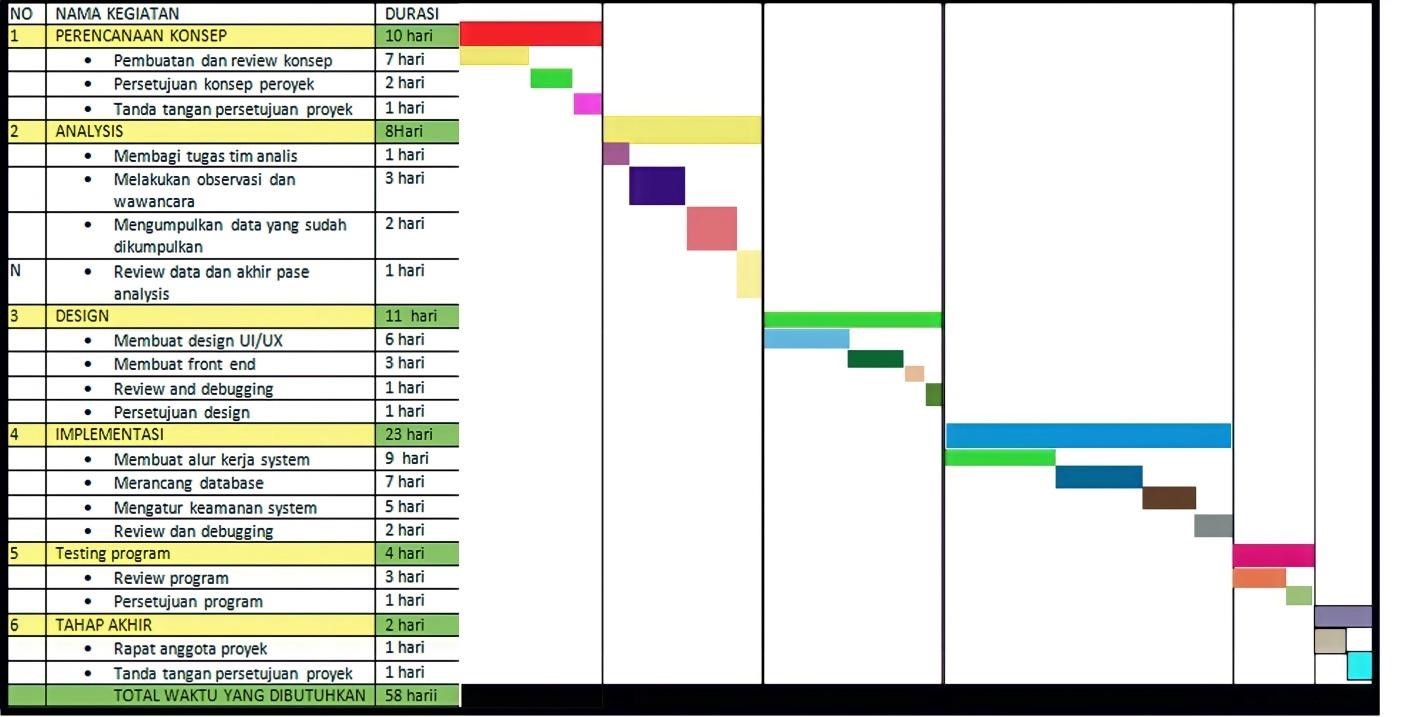 NO NAMA KEGIATAN DURASI
1 PERENCANAAN KONSEP 10 hari
• Pembuatan dan review konsep 7 hari
• Persetujuan konsep peroyek 2 hari
• Tanda tangan persetujuan proyek 1 hari
2 ANALYSIS 8Hari
• Membagi tugas tim analis 1 hari
• Melakukan observasi dan 3 hari
wawancara
• Mengumpulkan data yang sudah 2 hari
dikumpulkan
N • Review data dan akhir pase 1 hari
analysis
3 DESIGN 11 hari
• Membuat design UI/UX 6 hari
• Membuat front end 3 hari
• Review and debugging 1 hari
• Persetujuan design 1 hari
4 IMPLEMENTASI 23 hari
• Membuat alur kerja system 9 hari
• Merancang database 7 hari
• Mengatur keamanan system 5 hari
• Review dan debugging 2 hari
5 Testing program 4 hari
• Review program 3 hari
• Persetujuan program 1 hari
6 TAHAP AKHIR 2 hari
• Rapat anggota proyek 1 hari
• Tanda tangan persetujuan proyek 1 hari
TOTAL WAKTU YANG DIBUTUHKAN 58 harii